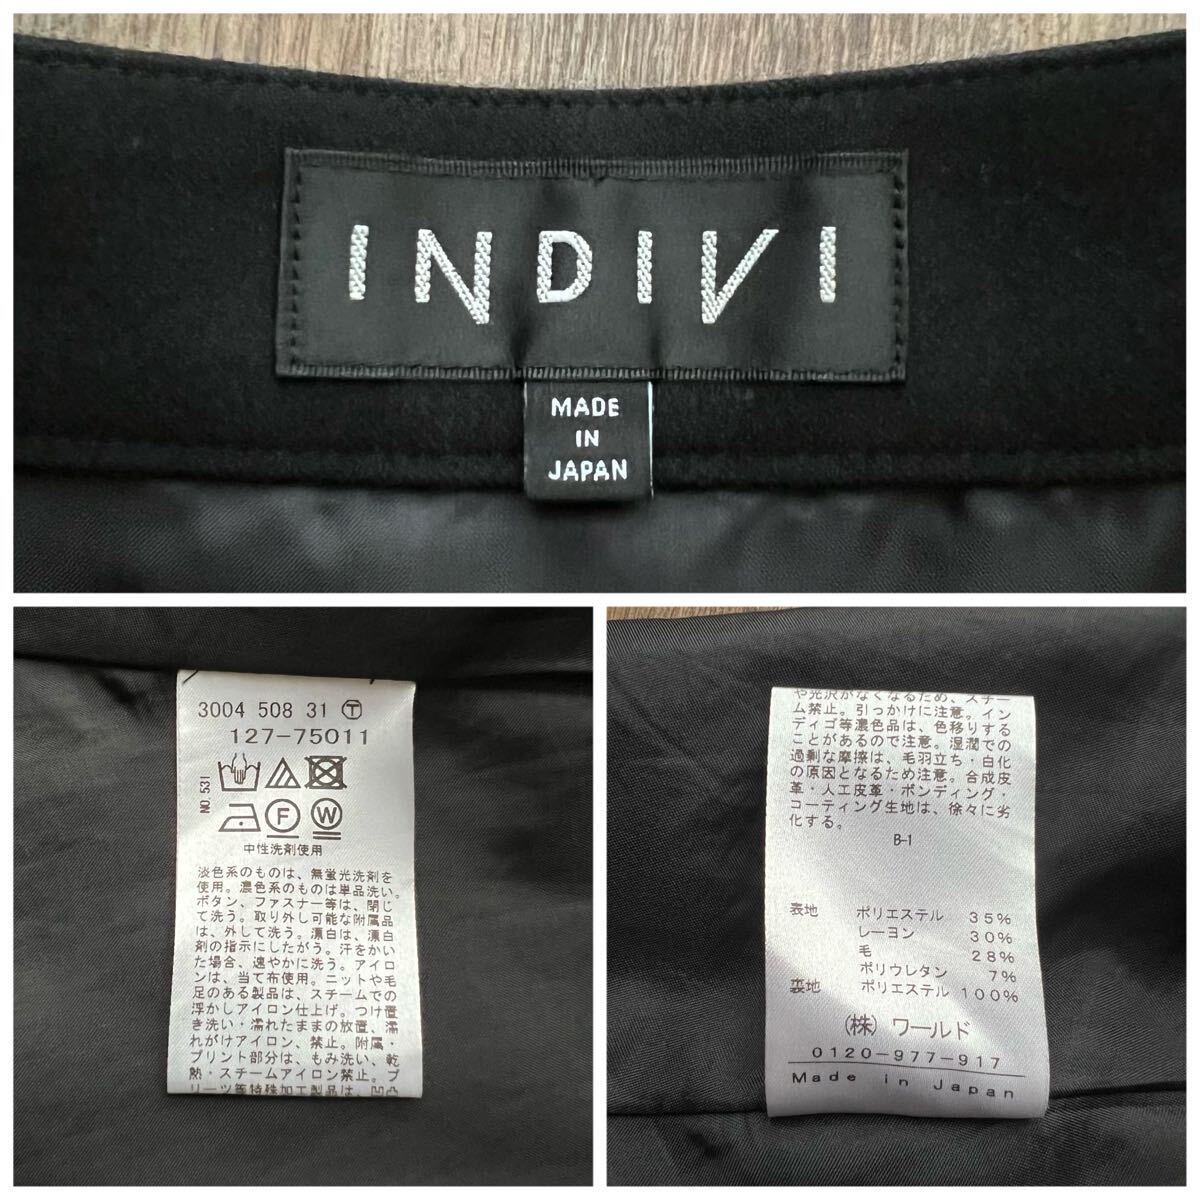 INDIVI
MADE
IN
JAPAN
3004 508 31 Ⓣ
127-75011
NO 531
F
W
中性洗剤使用
淡色系のものは、無蛍光洗剤を
使用。濃色系のものは単品洗い。
ボタン、ファスナー等は、閉じ
て洗う。取り外し可能な附属品
は、外して洗う。漂白は、漂白
剤の指示にしたがう。汗をかい
た場合、速やかに洗う。アイロ
ンは、当て布使用。ニットや毛
足のある製品は、スチームでの
浮かしアイロン仕上げ。つけ置
き洗い・濡れたままの放置、濡
れがけアイロン、禁止。附属・
プリント部分は、もみ洗い、乾
熱・スチームアイロン禁止。プ
リーツ等特殊加工製品は、凹凸
や光沢がなくなるため、スチー
ム禁止。引っかけに注意。イン
ディゴ等濃色品は、色移りする
ことがあるので注意。湿潤での
過剰な摩擦は、毛羽立ち・白化
の原因となるため注意。合成皮
革・人工皮革・ボンディング・
コーティング生地は、徐々に劣
化する。
B-1
表地 ポリエステル 35%
レーヨン 30%
毛 28%
ポリウレタン 7%
裏地 ポリエステル 100%
(株) ワールド
0120-977-917
Made in Japan